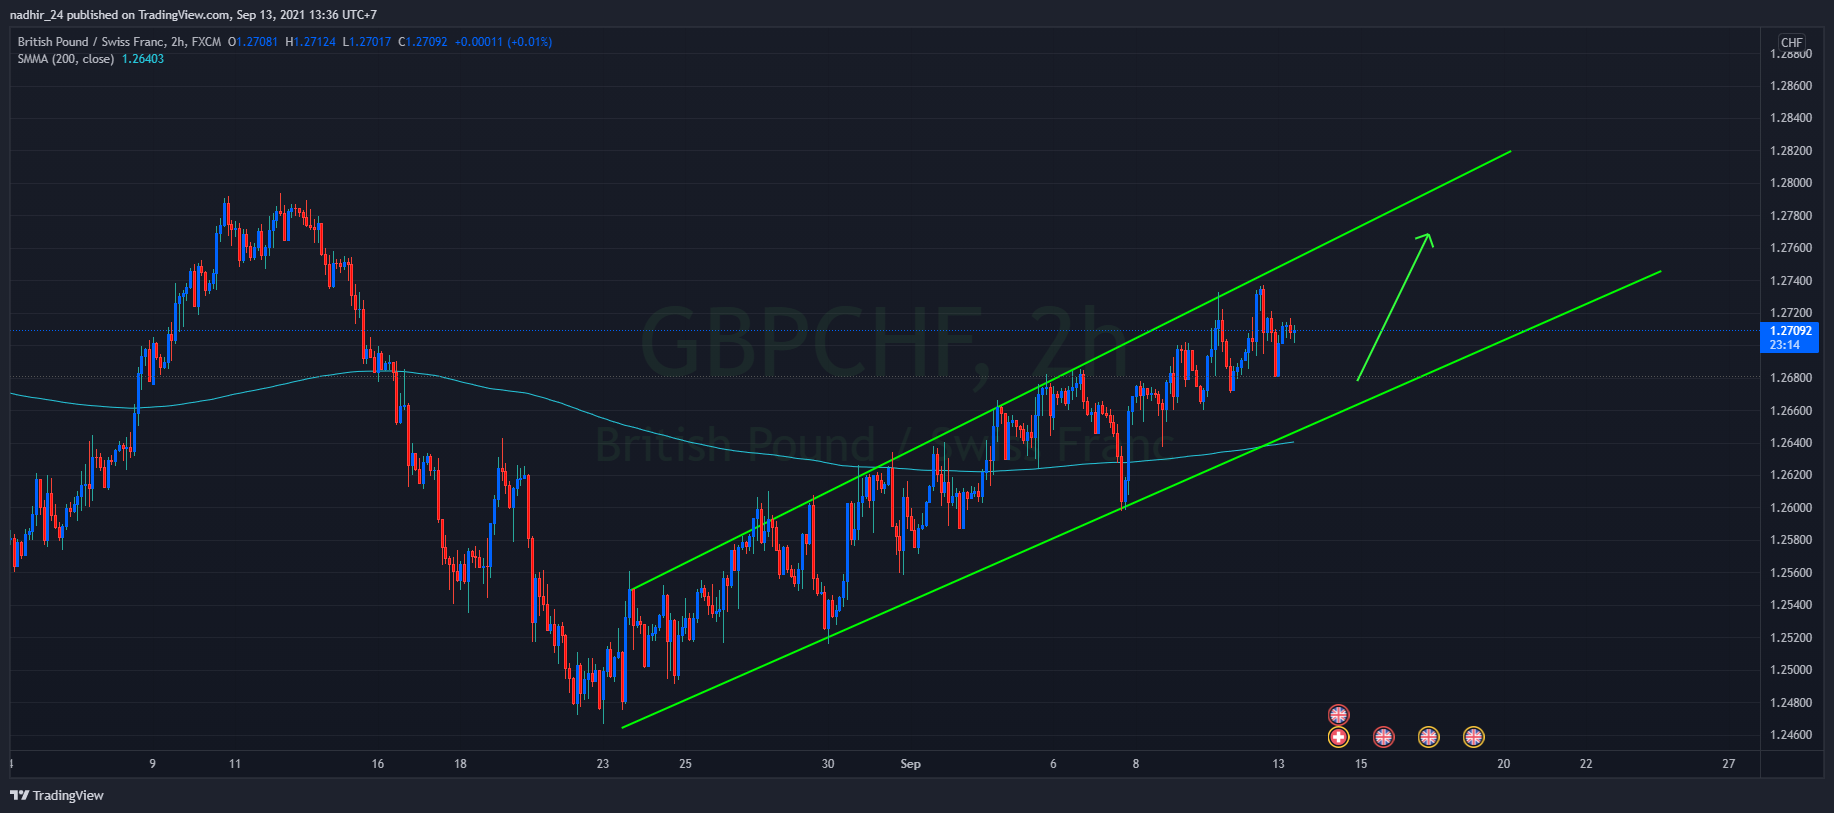 nadhir_24 published on TradingView.com, Sep 13, 2021 13:36 UTC+7
British Pound / Swiss Franc, 2h, FXCM O1.27081 H1.27124 L1.27017 C1.27092 +0.00011 (+0.01%)
SMMA (200, close) 1.26403
CHF
1.28800
1.28600
1.28400
1.28200
1.28000
1.27800
1.27600
1.27400
1.27200
1.27092
23:14
1.26800
1.26600
1.26400
1.26200
1.26000
1.25800
1.25600
1.25400
1.25200
1.25000
1.24800
1.24600
GBPCHF, 2h
British Pound / Swiss Franc
4 9 11 16 18 23 25 30 Sep 6 8 13 15 20 22 27
TradingView